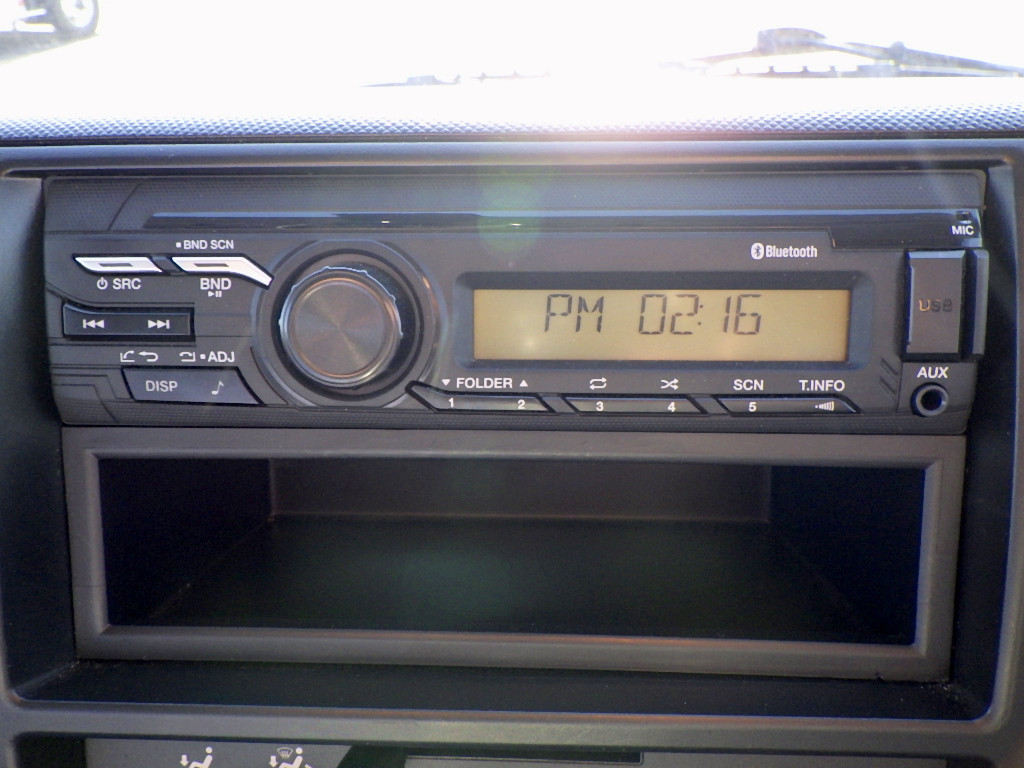 MIC
BND SCN
Bluetooth
SRC
BND
use
PM 02:16
ADJ
DISP
FOLDER
SCN
T.INFO
AUX
1 2 3 4 5